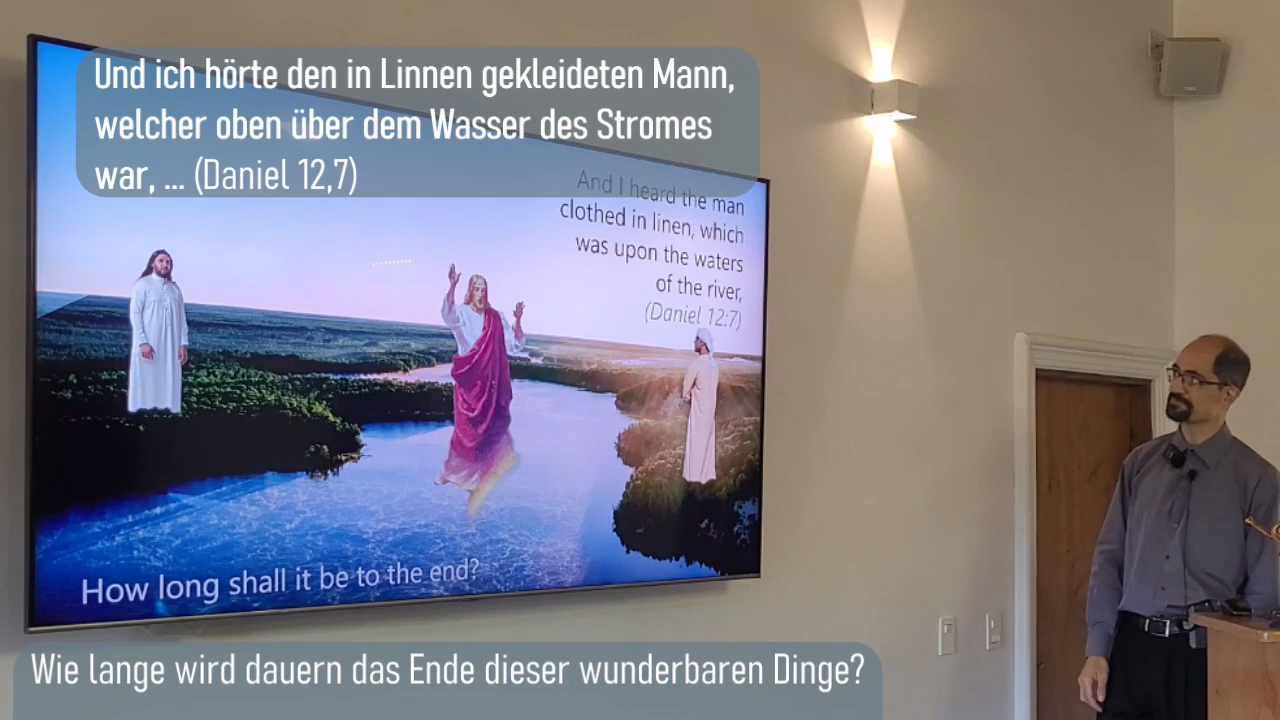 Und ich hörte den in Linnen gekleideten Mann,
welcher oben über dem Wasser des Stromes
war, ... (Daniel 12,7)
And I heard the man
clothed in linen, which
was upon the waters
of the river,
(Daniel 12:7)
How long shall it be to the end?
Wie lange wird dauern das Ende dieser wunderbaren Dinge?